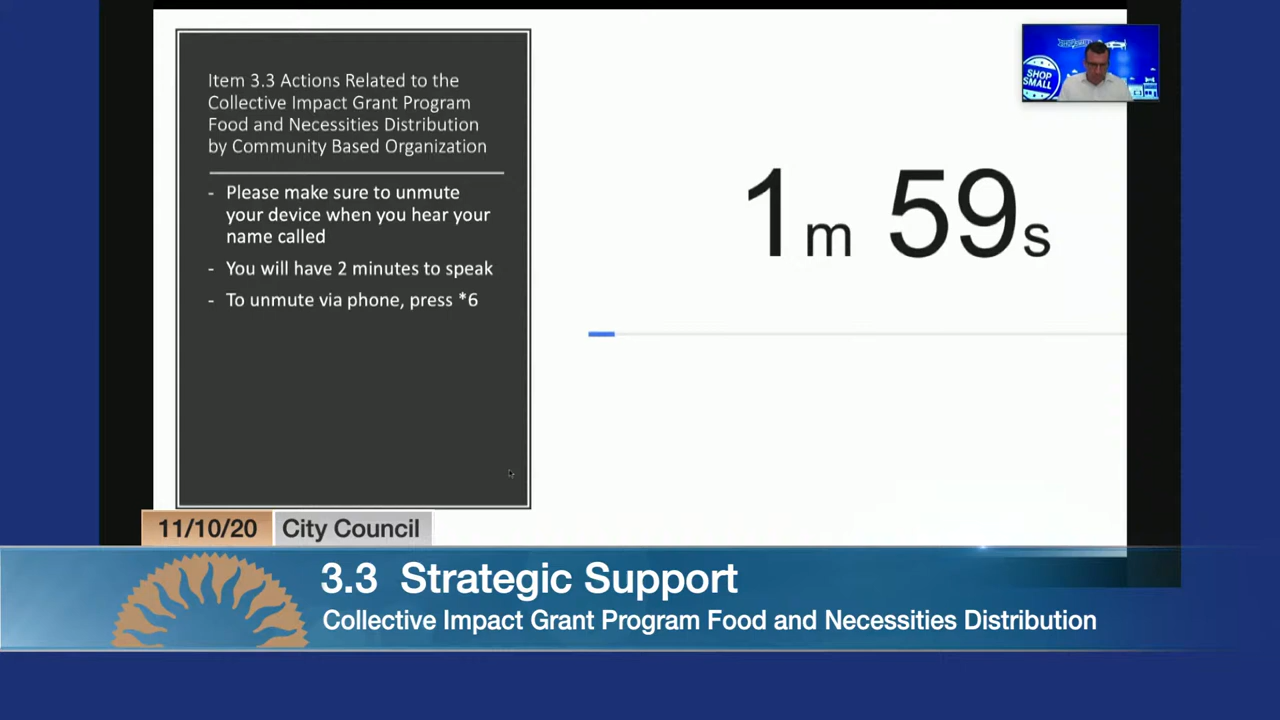 Item 3.3 Actions Related to the
Collective Impact Grant Program
Food and Necessities Distribution
by Community Based Organization
- Please make sure to unmute
your device when you hear your
name called
- You will have 2 minutes to speak
- To unmute via phone, press *6
1m 59s
SHOP
SMALL
11/10/20 City Council
3.3 Strategic Support
Collective Impact Grant Program Food and Necessities Distribution